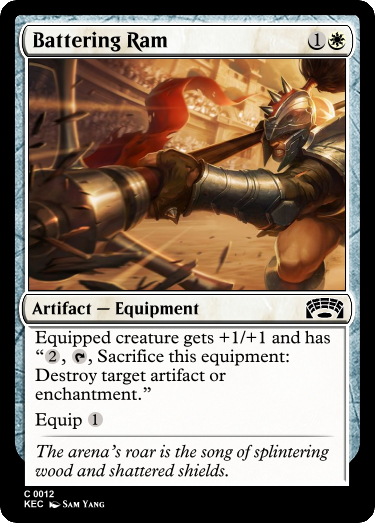 Battering Ram 1
Artifact — Equipment
Equipped creature gets +1/+1 and has
“2, , Sacrifice this equipment:
Destroy target artifact or
enchantment.”
Equip 1
The arena's roar is the song of splintering
wood and shattered shields.
C 0012
KEC Sam Yang